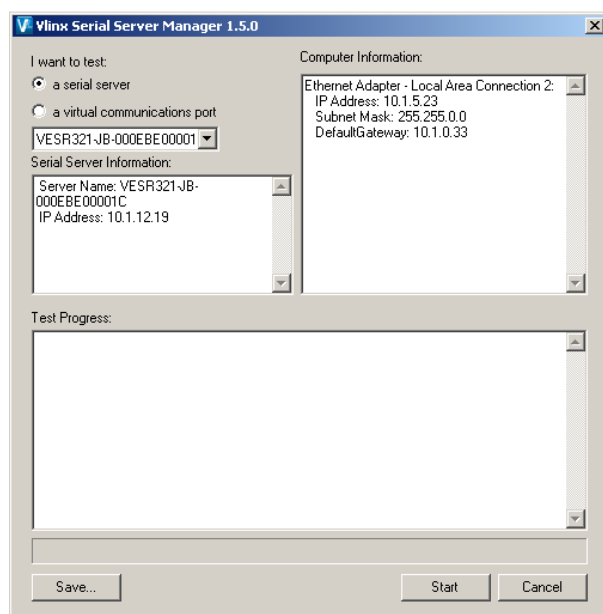 Vlinx Serial Server Manager 1.5.0
I want to test:
a serial server
a virtual communications port
VESR321-JB-000EBE00001
Serial Server Information:
Server Name: VESR321-JB-
000EBE00001C
IP Address: 10.1.12.19
Computer Information:
Ethernet Adapter - Local Area Connection 2:
IP Address: 10.1.5.23
Subnet Mask: 255.255.0.0
DefaultGateway: 10.1.0.33
Test Progress:
Save...
Start
Cancel